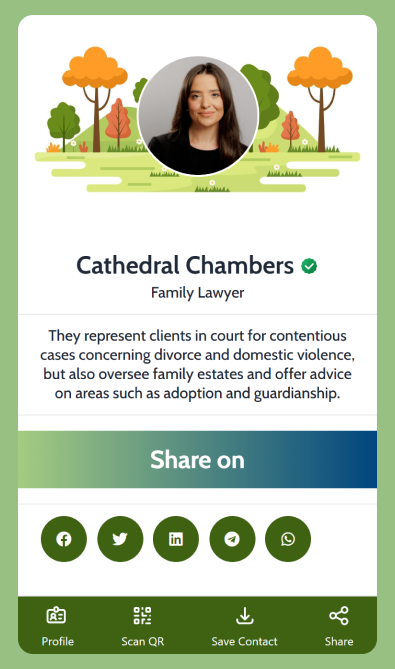 Cathedral Chambers
Family Lawyer
They represent clients in court for contentious
cases concerning divorce and domestic violence,
but also oversee family estates and offer advice
on areas such as adoption and guardianship.
Share on
Profile
Scan QR
Save Contact
Share